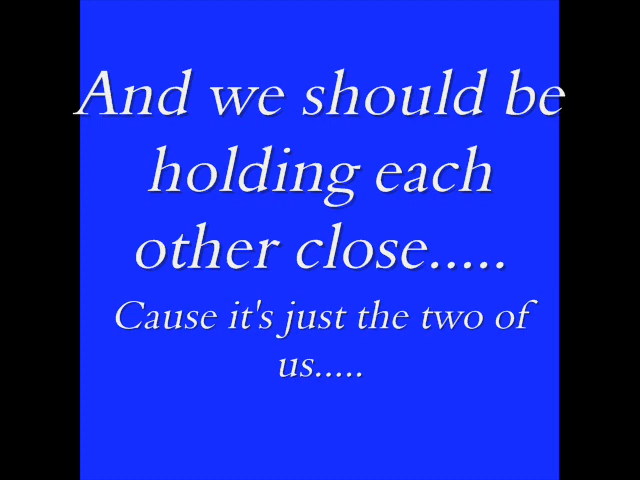 And we should be
holding each
other close.....
Cause it's just the two of
us.....